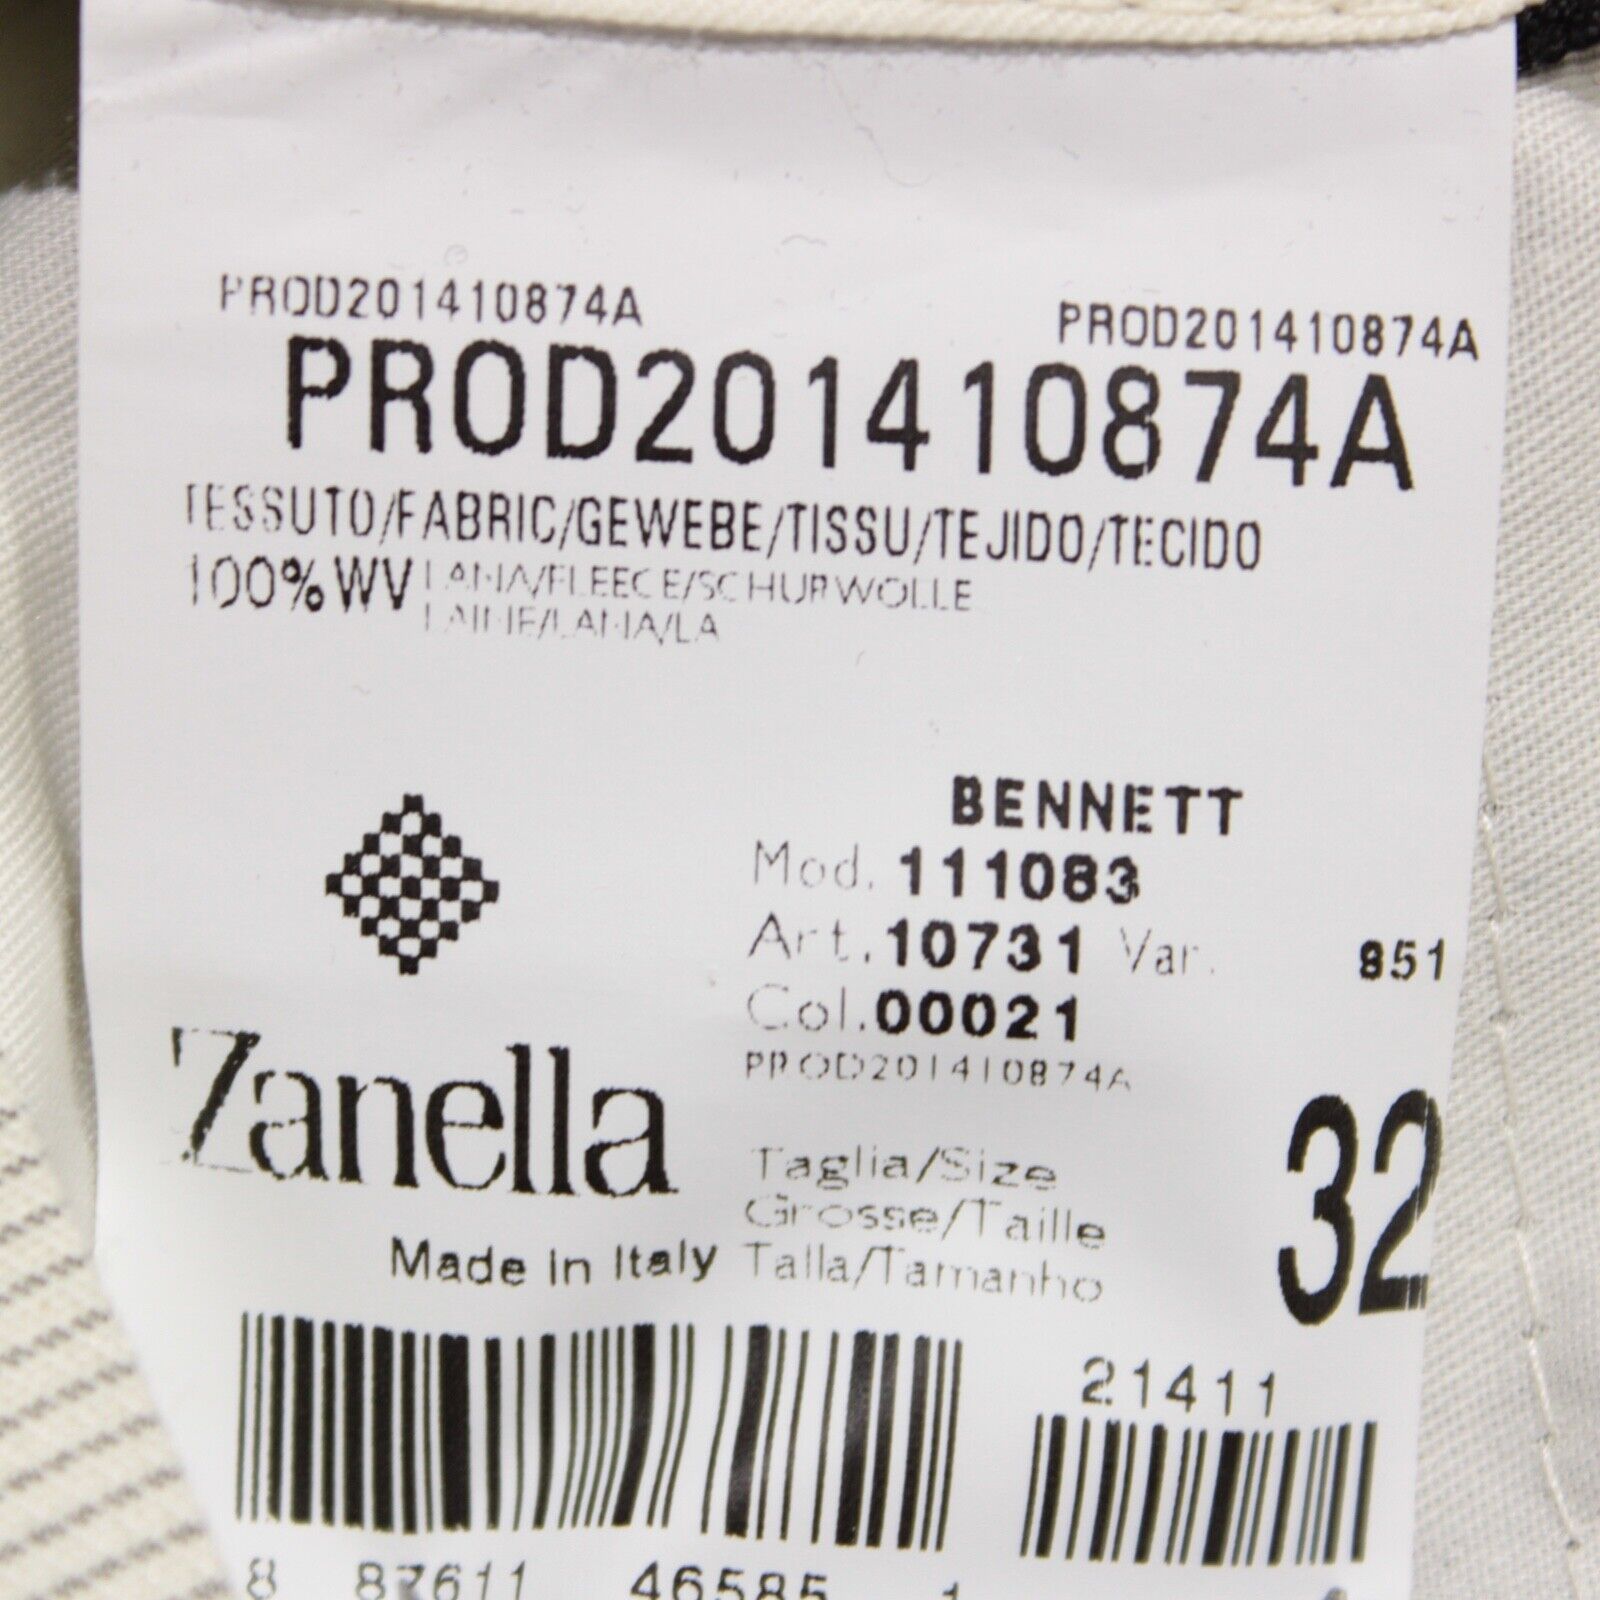 PROD201410874A
PROD201410874A
PROD201410874A
TESSUTO/FABRIC/GEWEBE/TISSU/TEJIDO/TECIDO
100%WV LANA/FLEECE/SCHURWOLLE
LAINE/LANA/LA
BENNETT
Mod. 111083
Art. 10731 Var. 851
Col. 00021
PROD201410874A
Zanella
Made In Italy
Taglia/Size
Grosse/Taille
Talla/Tamanho
32
21411
8 87611 46585 1